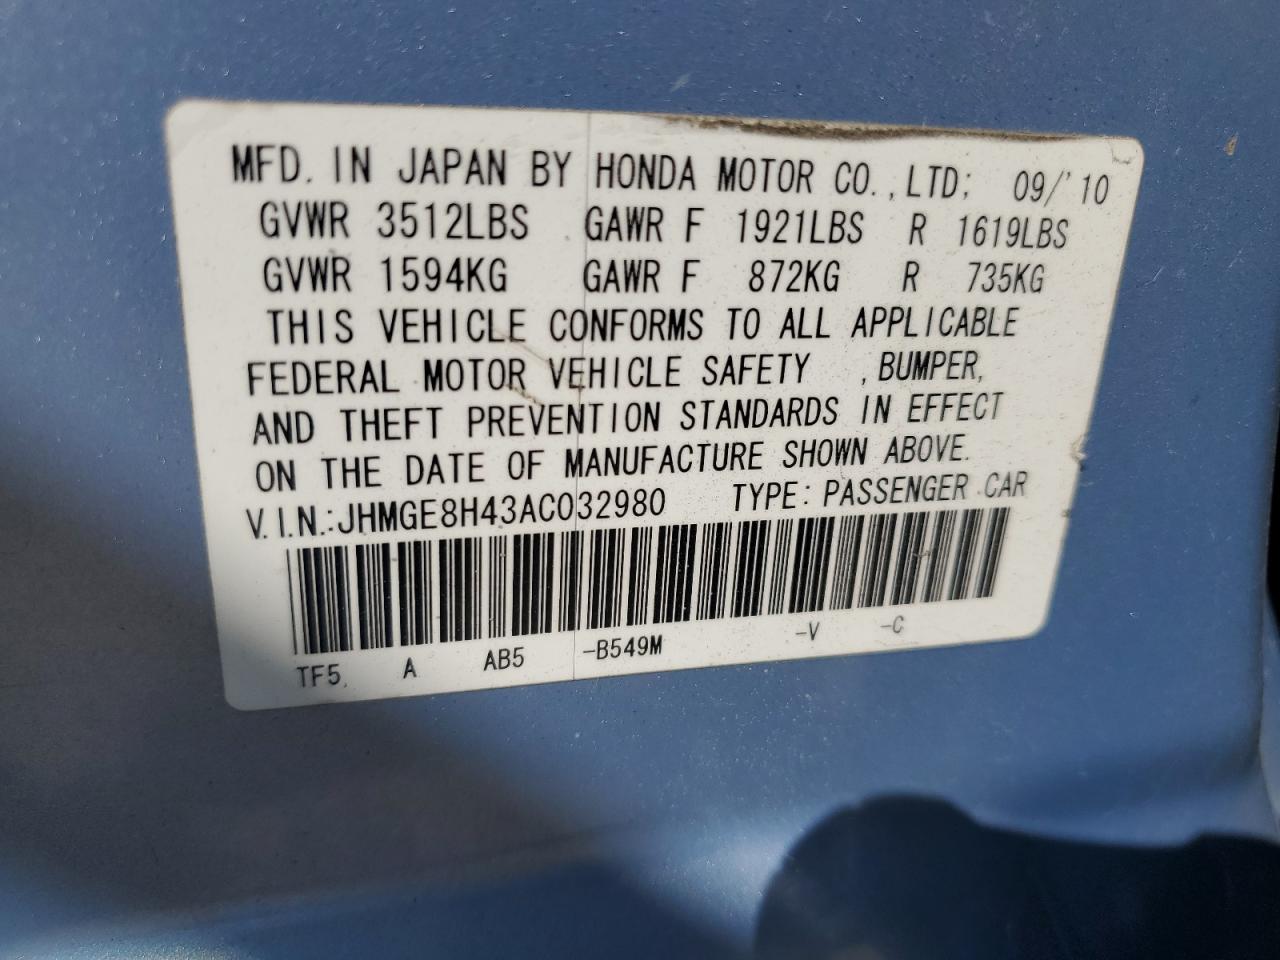 MFD. IN JAPAN BY HONDA MOTOR CO.,LTD; 09/'10
GVWR 3512LBS GAWR F 1921LBS R 1619LBS
GVWR 1594KG GAWR F 872KG R 735KG
THIS VEHICLE CONFORMS TO ALL APPLICABLE
FEDERAL MOTOR VEHICLE SAFETY ,BUMPER,
AND THEFT PREVENTION STANDARDS IN EFFECT
ON THE DATE OF MANUFACTURE SHOWN ABOVE.
V.I.N.:JHMGE8H43AC032980 TYPE: PASSENGER CAR
TF5 A AB5 -B549M -V -C